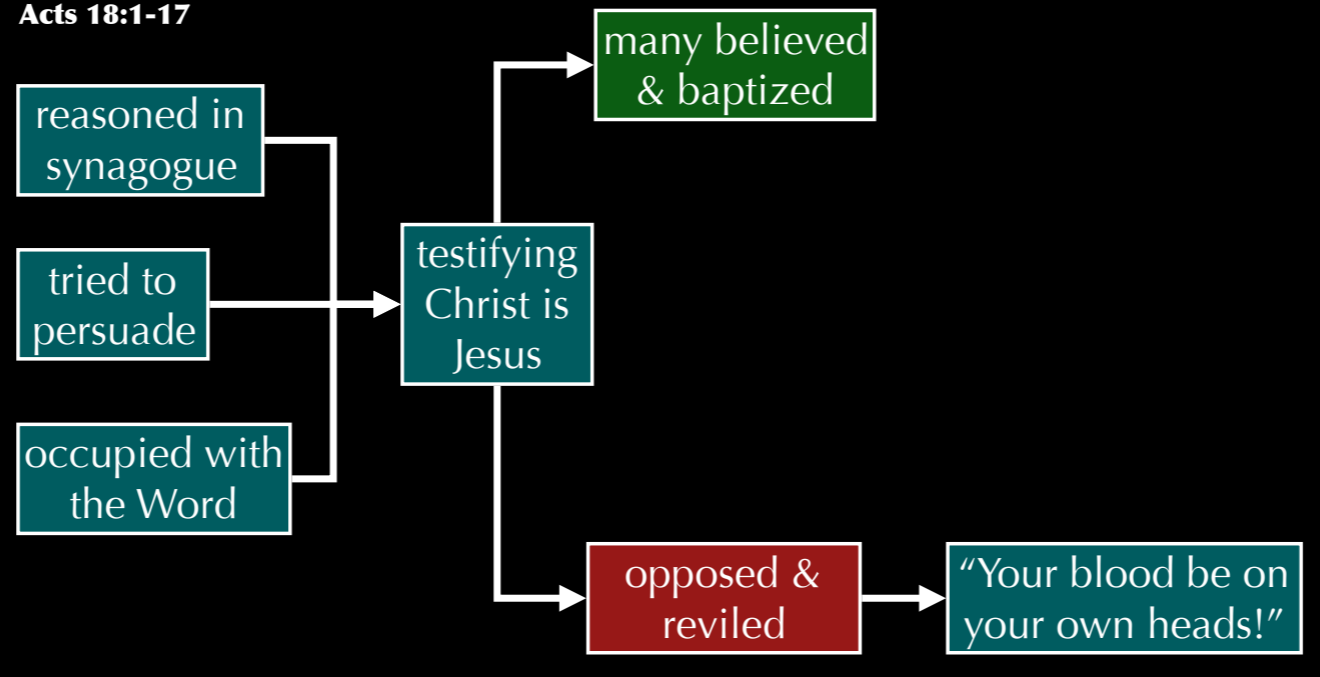 Acts 18:1-17
many believed
& baptized
reasoned in
synagogue
testifying
Christ is
Jesus
tried to
persuade
occupied with
the Word
opposed &
reviled
“Your blood be on
your own heads!”